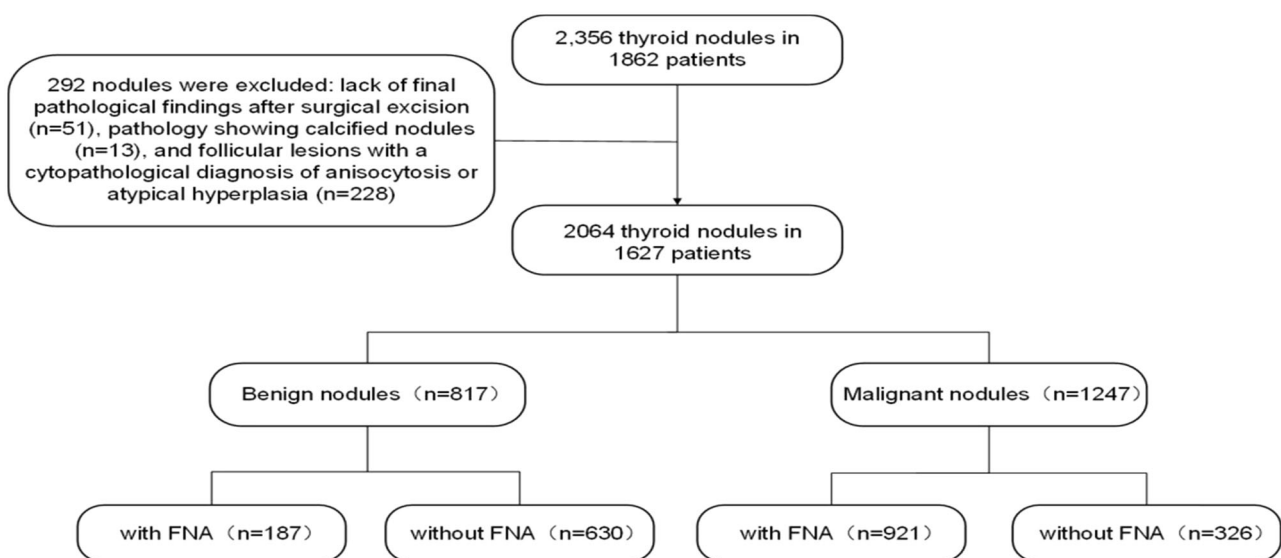 2,356 thyroid nodules in
1862 patients
292 nodules were excluded: lack of final
pathological findings after surgical excision
(n=51), pathology showing calcified nodules
(n=13), and follicular lesions with a
cytopathological diagnosis of anisocytosis or
atypical hyperplasia (n=228)
2064 thyroid nodules in
1627 patients
Benign nodules（n=817）
Malignant nodules（n=1247）
with FNA（n=187）
without FNA（n=630）
with FNA（n=921）
without FNA（n=326）